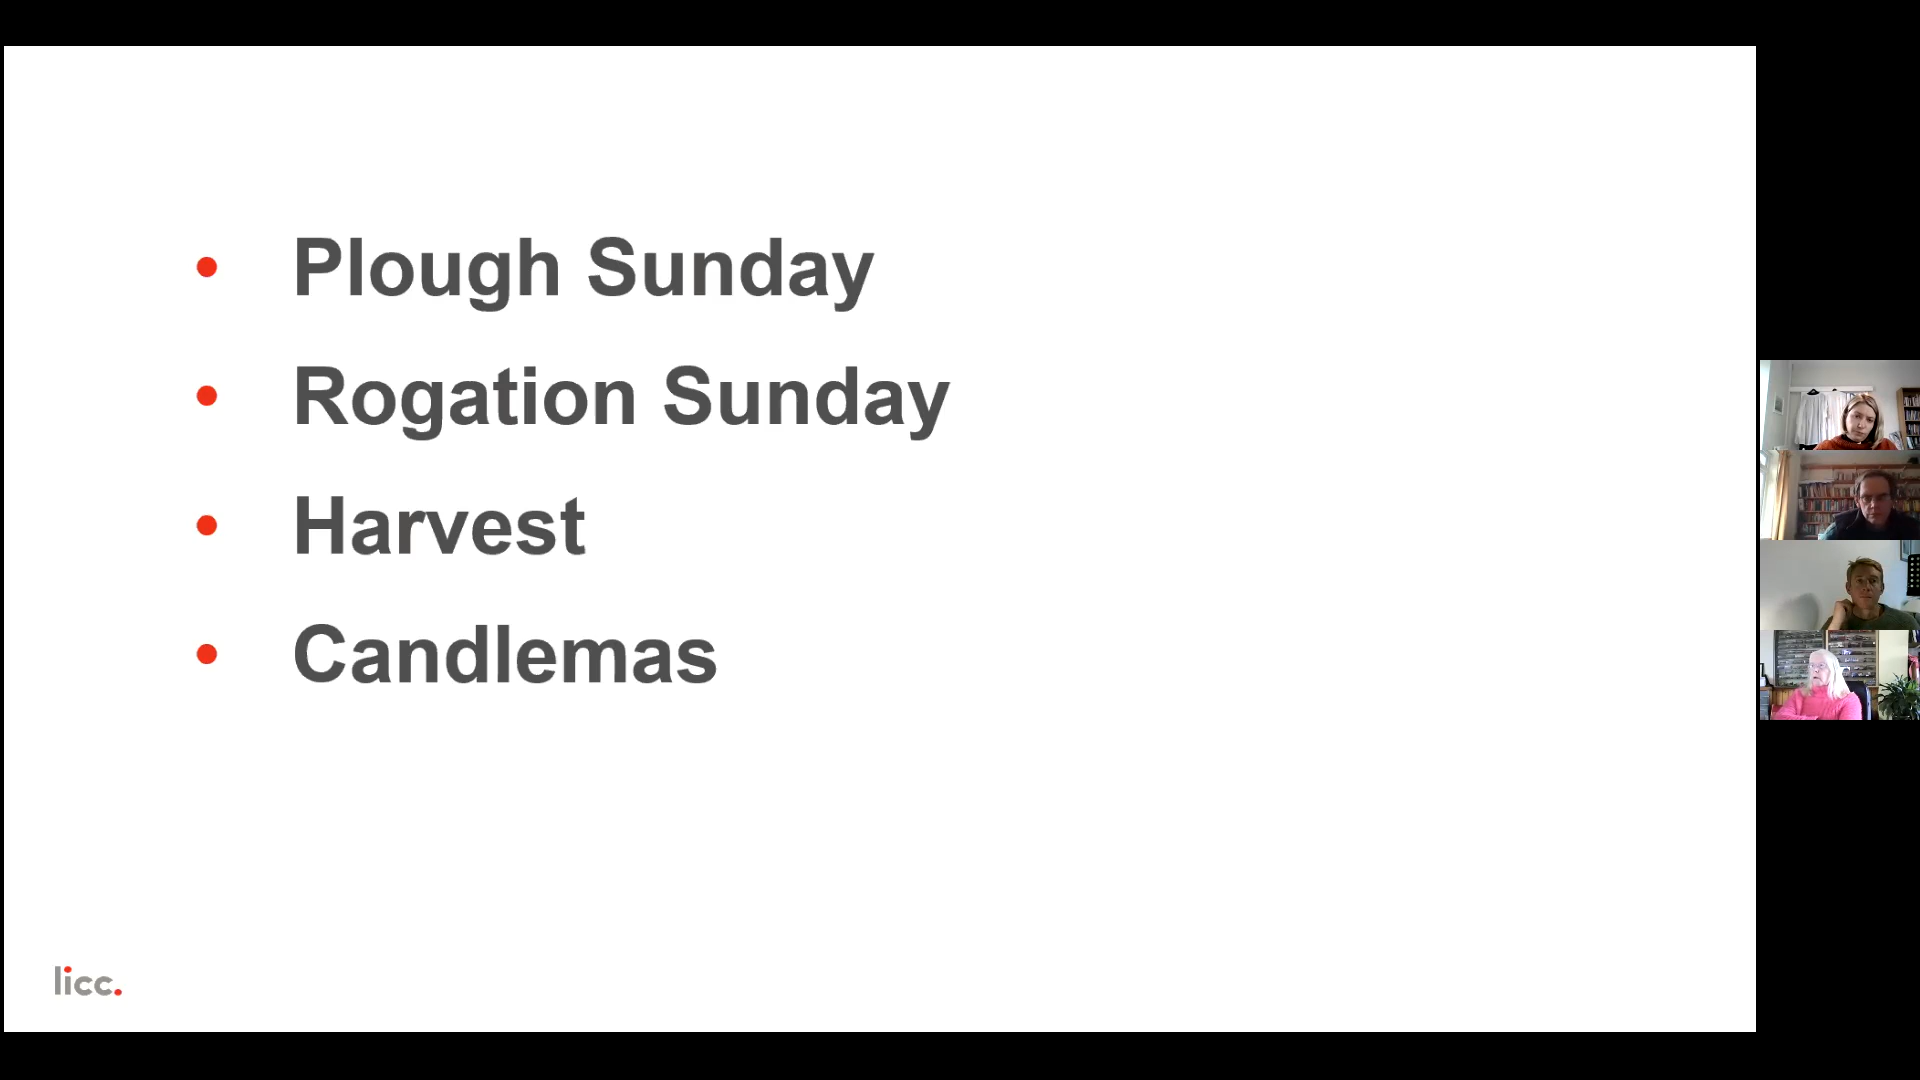 • Plough Sunday
• Rogation Sunday
• Harvest
• Candlemas
licc.